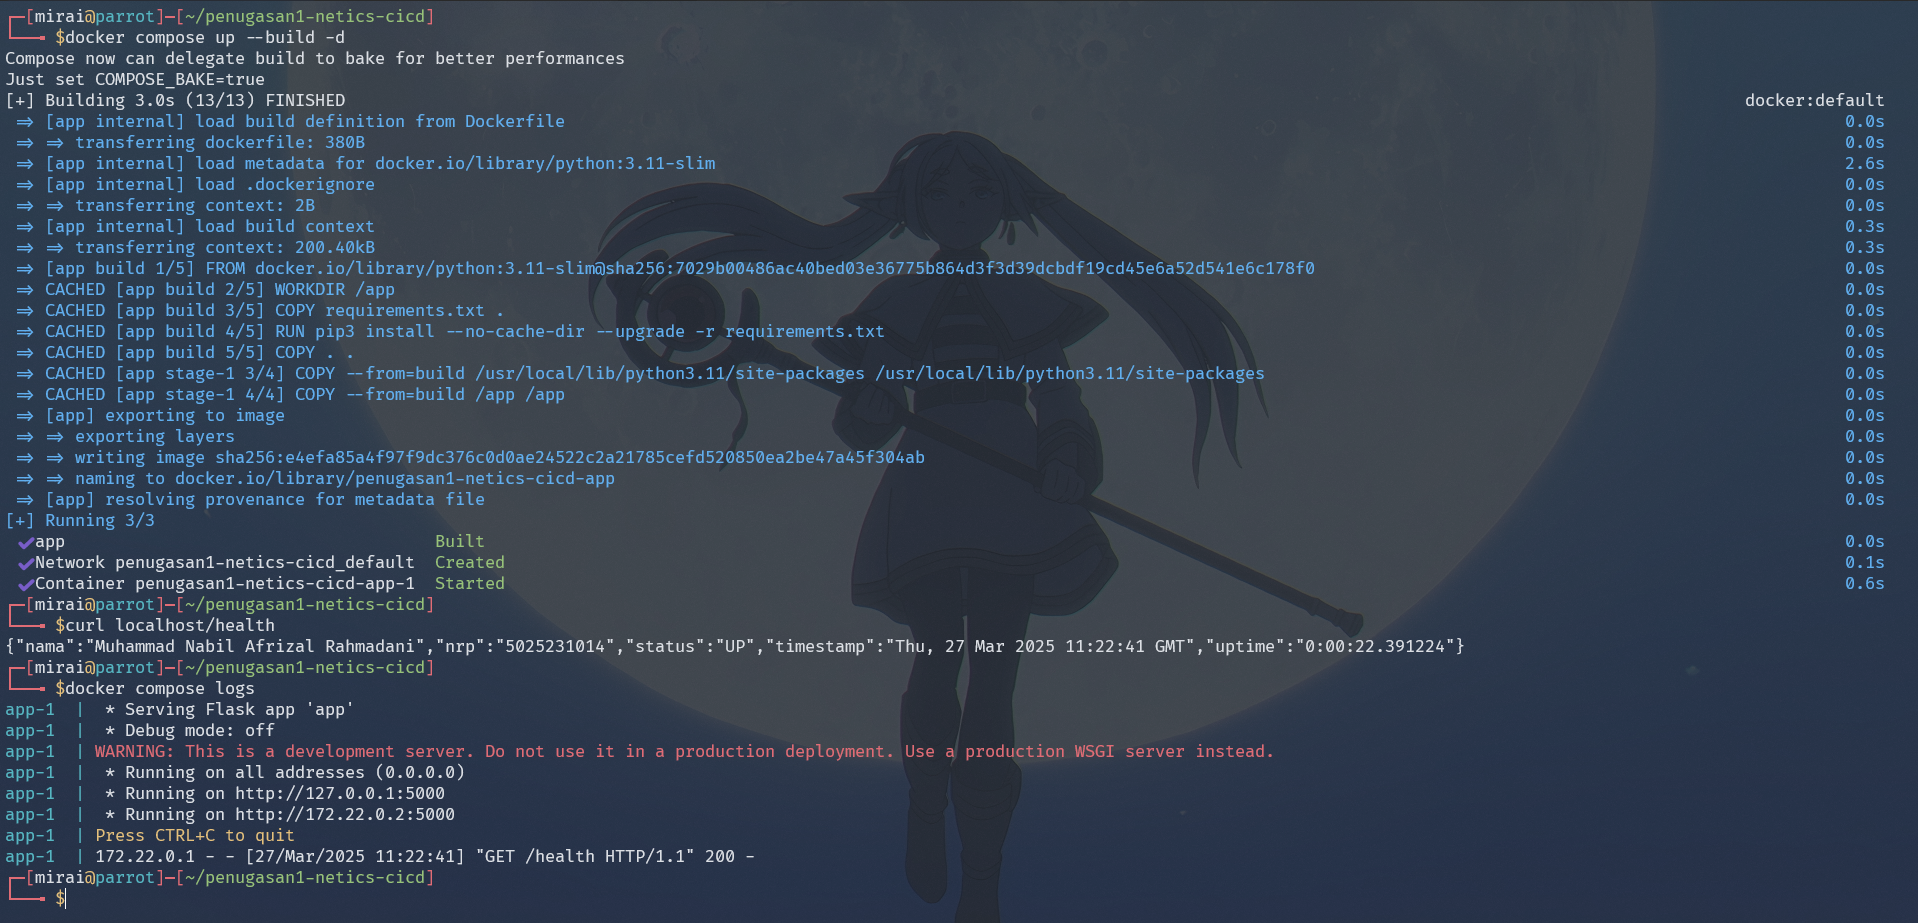 ┌─[mirai@parrot]─[~/penugasan1-netics-cicd]
└──╼ $docker compose up --build -d
Compose now can delegate build to bake for better performances
Just set COMPOSE_BAKE=true
[+] Building 3.0s (13/13) FINISHED docker:default
=> [app internal] load build definition from Dockerfile 0.0s
=> => transferring dockerfile: 380B 0.0s
=> [app internal] load metadata for docker.io/library/python:3.11-slim 2.6s
=> [app internal] load .dockerignore 0.0s
=> => transferring context: 2B 0.0s
=> [app internal] load build context 0.3s
=> => transferring context: 200.40kB 0.3s
=> [app build 1/5] FROM docker.io/library/python:3.11-slim@sha256:7029b00486ac40bed03e36775b864d3f3d39dcbdf19cd45e6a52d541e6c178f0 0.0s
=> CACHED [app build 2/5] WORKDIR /app 0.0s
=> CACHED [app build 3/5] COPY requirements.txt . 0.0s
=> CACHED [app build 4/5] RUN pip3 install --no-cache-dir --upgrade -r requirements.txt 0.0s
=> CACHED [app build 5/5] COPY . . 0.0s
=> CACHED [app stage-1 3/4] COPY --from=build /usr/local/lib/python3.11/site-packages /usr/local/lib/python3.11/site-packages 0.0s
=> CACHED [app stage-1 4/4] COPY --from=build /app /app 0.0s
=> [app] exporting to image 0.0s
=> => exporting layers 0.0s
=> => writing image sha256:e4efa85a4f97f9dc376c0d0ae24522c2a21785cefd520850ea2be47a45f304ab 0.0s
=> => naming to docker.io/library/penugasan1-netics-cicd-app 0.0s
=> [app] resolving provenance for metadata file 0.0s
[+] Running 3/3
✔app Built 0.0s
✔Network penugasan1-netics-cicd_default Created 0.1s
✔Container penugasan1-netics-cicd-app-1 Started 0.6s
┌─[mirai@parrot]─[~/penugasan1-netics-cicd]
└──╼ $curl localhost/health
{"nama":"Muhammad Nabil Afrizal Rahmadani","nrp":"5025231014","status":"UP","timestamp":"Thu, 27 Mar 2025 11:22:41 GMT","uptime":"0:00:22.391224"}
┌─[mirai@parrot]─[~/penugasan1-netics-cicd]
└──╼ $docker compose logs
app-1 | * Serving Flask app 'app'
app-1 | * Debug mode: off
app-1 | WARNING: This is a development server. Do not use it in a production deployment. Use a production WSGI server instead.
app-1 | * Running on all addresses (0.0.0.0)
app-1 | * Running on http://127.0.0.1:5000
app-1 | * Running on http://172.22.0.2:5000
app-1 | Press CTRL+C to quit
app-1 | 172.22.0.1 - - [27/Mar/2025 11:22:41] "GET /health HTTP/1.1" 200 -
┌─[mirai@parrot]─[~/penugasan1-netics-cicd]
└──╼ $